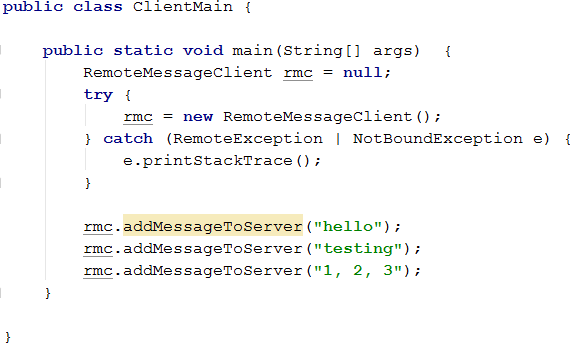 public class ClientMain {
    public static void main(String[] args)  {
        RemoteMessageClient rmc = null;
        try {
            rmc = new RemoteMessageClient();
        } catch (RemoteException | NotBoundException e) {
            e.printStackTrace();
        }
        rmc.addMessageToServer("hello");
        rmc.addMessageToServer("testing");
        rmc.addMessageToServer("1, 2, 3");
    }
}